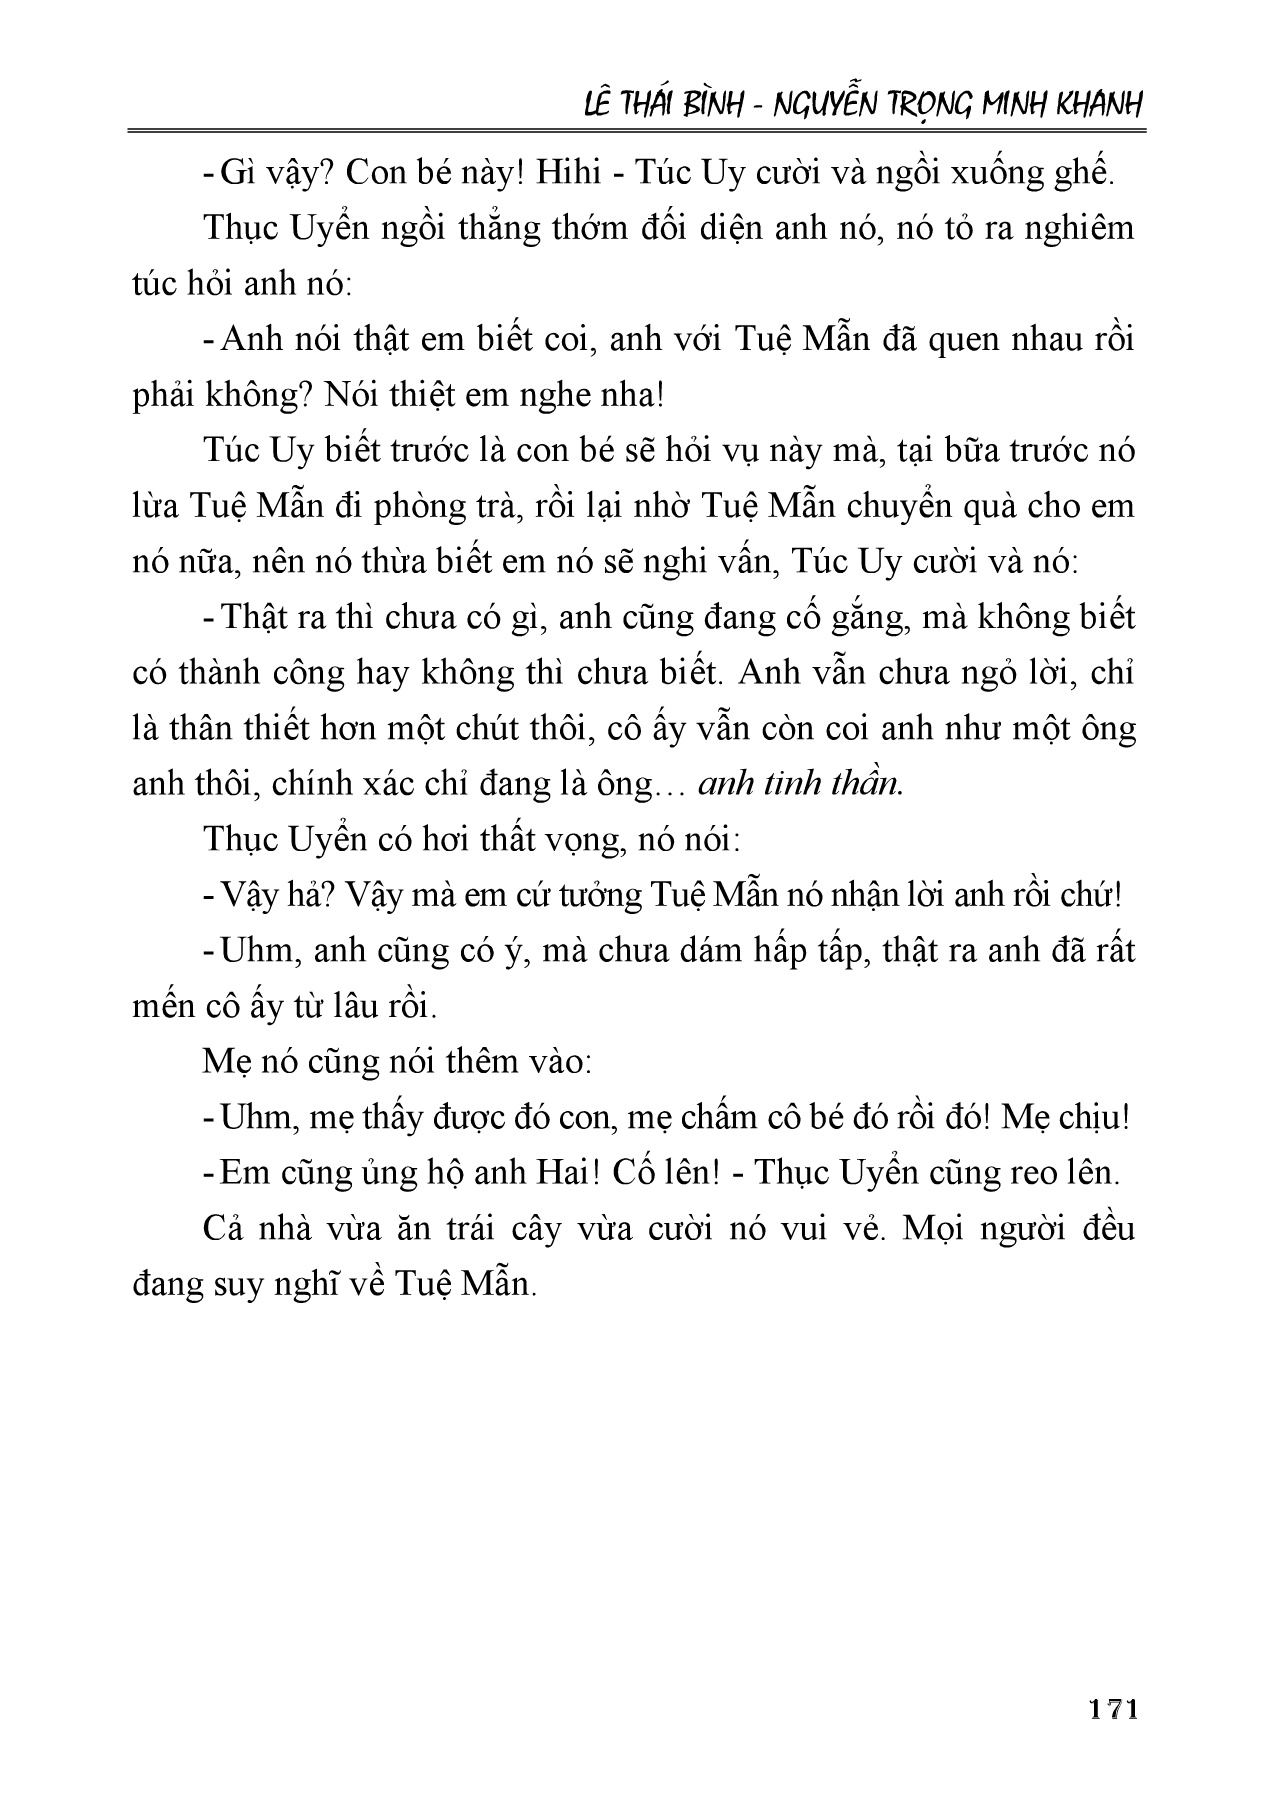 LÊ THÁI BÌNH - NGUYỄN TRỌNG MINH KHANH
- Gì vậy? Con bé này! Hihi - Túc Uy cười và ngồi xuống ghế.
Thục Uyển ngồi thẳng thớm đối diện anh nó, nó tỏ ra nghiêm
túc hỏi anh nó:
- Anh nói thật em biết coi, anh với Tuệ Mẫn đã quen nhau rồi
phải không? Nói thiệt em nghe nha!
Túc Uy biết trước là con bé sẽ hỏi vụ này mà, tại bữa trước nó
lừa Tuệ Mẫn đi phòng trà, rồi lại nhờ Tuệ Mẫn chuyển quà cho em
nó nữa, nên nó thừa biết em nó sẽ nghi vấn, Túc Uy cười và nó:
- Thật ra thì chưa có gì, anh cũng đang cố gắng, mà không biết
có thành công hay không thì chưa biết. Anh vẫn chưa ngỏ lời, chỉ
là thân thiết hơn một chút thôi, cô ấy vẫn còn coi anh như một ông
anh thôi, chính xác chỉ đang là ông… anh tinh thần.
Thục Uyển có hơi thất vọng, nó nói:
- Vậy hả? Vậy mà em cứ tưởng Tuệ Mẫn nó nhận lời anh rồi chứ!
- Uhm, anh cũng có ý, mà chưa dám hấp tấp, thật ra anh đã rất
mến cô ấy từ lâu rồi.
Mẹ nó cũng nói thêm vào:
- Uhm, mẹ thấy được đó con, mẹ chấm cô bé đó rồi đó! Mẹ chịu!
- Em cũng ủng hộ anh Hai! Cố lên! - Thục Uyển cũng reo lên.
Cả nhà vừa ăn trái cây vừa cười nó vui vẻ. Mọi người đều
đang suy nghĩ về Tuệ Mẫn.
171